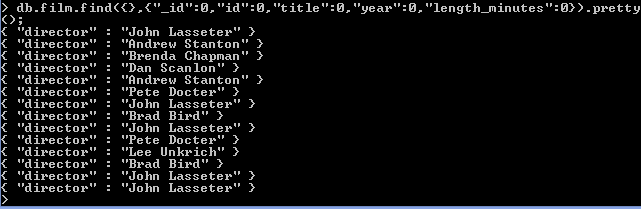 > db.film.find({},{"_id":0,"id":0,"title":0,"year":0,"length_minutes":0}).pretty
();
{ "director" : "John Lasseter" }
{ "director" : "Andrew Stanton" }
{ "director" : "Brenda Chapman" }
{ "director" : "Dan Scanlon" }
{ "director" : "Andrew Stanton" }
{ "director" : "Pete Docter" }
{ "director" : "John Lasseter" }
{ "director" : "Brad Bird" }
{ "director" : "John Lasseter" }
{ "director" : "Pete Docter" }
{ "director" : "Lee Unkrich" }
{ "director" : "Brad Bird" }
{ "director" : "John Lasseter" }
{ "director" : "John Lasseter" }
>